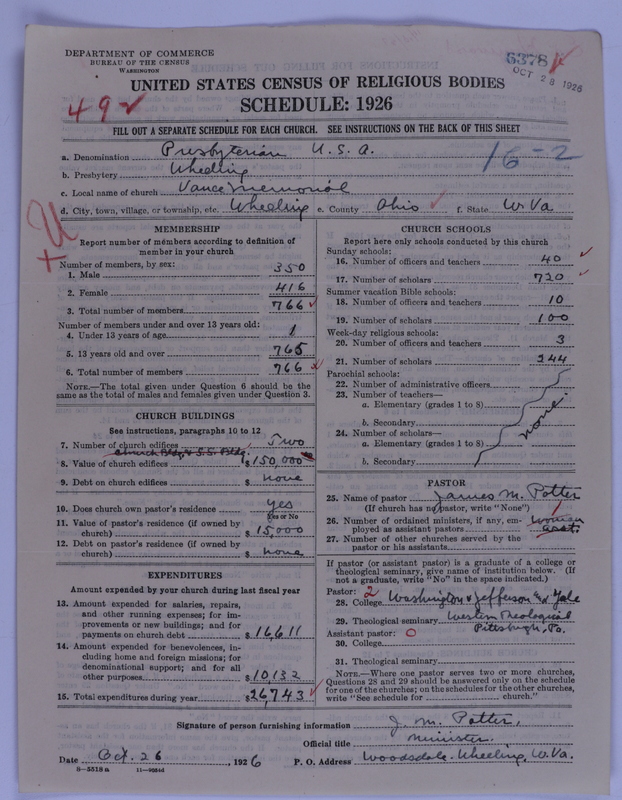 DEPARTMENT OF COMMERCE
BUREAU OF THE CENSUS
WASHINGTON
6378
OCT 28 1926
UNITED STATES CENSUS OF RELIGIOUS BODIES
SCHEDULE: 1926
49
FILL OUT A SEPARATE SCHEDULE FOR EACH CHURCH. SEE INSTRUCTIONS ON THE BACK OF THIS SHEET
a. Denomination Presbyterian U.S.A.
16-2
b. Presbytery Wheeling
c. Local name of church Vance Memorial
d. City, town, village, or township, etc. Wheeling e. County Ohio f. State W. Va
MEMBERSHIP
Report number of members according to definition of
member in your church
Number of members, by sex:
1. Male 350
2. Female 416
3. Total number of members 766
Number of members under and over 13 years old:
4. Under 13 years of age 1
5. 13 years old and over 765
6. Total number of members 766
NOTE.—The total given under Question 6 should be the
same as the total of males and females given under Question 3.
CHURCH BUILDINGS
See instructions, paragraphs 10 to 12
7. Number of church edifices Two
Church Bldg & S.S. Bldg.
8. Value of church edifices $150,000
9. Debt on church edifices $ none
10. Does church own pastor's residence yes
Yes or No
11. Value of pastor's residence (if owned by
church) $ 15,000
12. Debt on pastor's residence (if owned by
church) $ none
EXPENDITURES
Amount expended by your church during last fiscal year
13. Amount expended for salaries, repairs,
and other running expenses; for im-
provements or new buildings; and for
payments on church debt $16,611
14. Amount expended for benevolences, in-
cluding home and foreign missions; for
denominational support; and for all
other purposes $10,132
15. Total expenditures during year $26,743
CHURCH SCHOOLS
Report here only schools conducted by this church
Sunday schools:
16. Number of officers and teachers 40
17. Number of scholars 720
Summer vacation Bible schools:
18. Number of officers and teachers 10
19. Number of scholars 100
Week-day religious schools:
20. Number of officers and teachers 3
21. Number of scholars 244
Parochial schools:
22. Number of administrative officers
23. Number of teachers—
a. Elementary (grades 1 to 8)
b. Secondary
none
24. Number of scholars—
a. Elementary (grades 1 to 8)
b. Secondary
PASTOR
25. Name of pastor James M. Potter
(If church has no pastor, write "None")
26. Number of ordained ministers, if any, em-
ployed as assistant pastors woman asst.
27. Number of other churches served by the
pastor or his assistants
If pastor (or assistant pastor) is a graduate of a college or
theological seminary, give name of institution below. (If
not a graduate, write "No" in the space indicated.)
Pastor: 2
28. College Washington & Jefferson and Yale
29. Theological seminary Western Theological
Pittsburgh, Pa.
Assistant pastor: 0
30. College
31. Theological seminary
NOTE.—Where one pastor serves two or more churches,
Questions 28 and 29 should be answered only on the schedule
for one of the churches; on the schedules for the other churches,
write "See schedule for church."
Signature of person furnishing information J. M. Potter,
Official title minister.
Date Oct. 26, 1926 P. O. Address Woodsdale, Wheeling, W. Va.
8—5518a 11—9034d